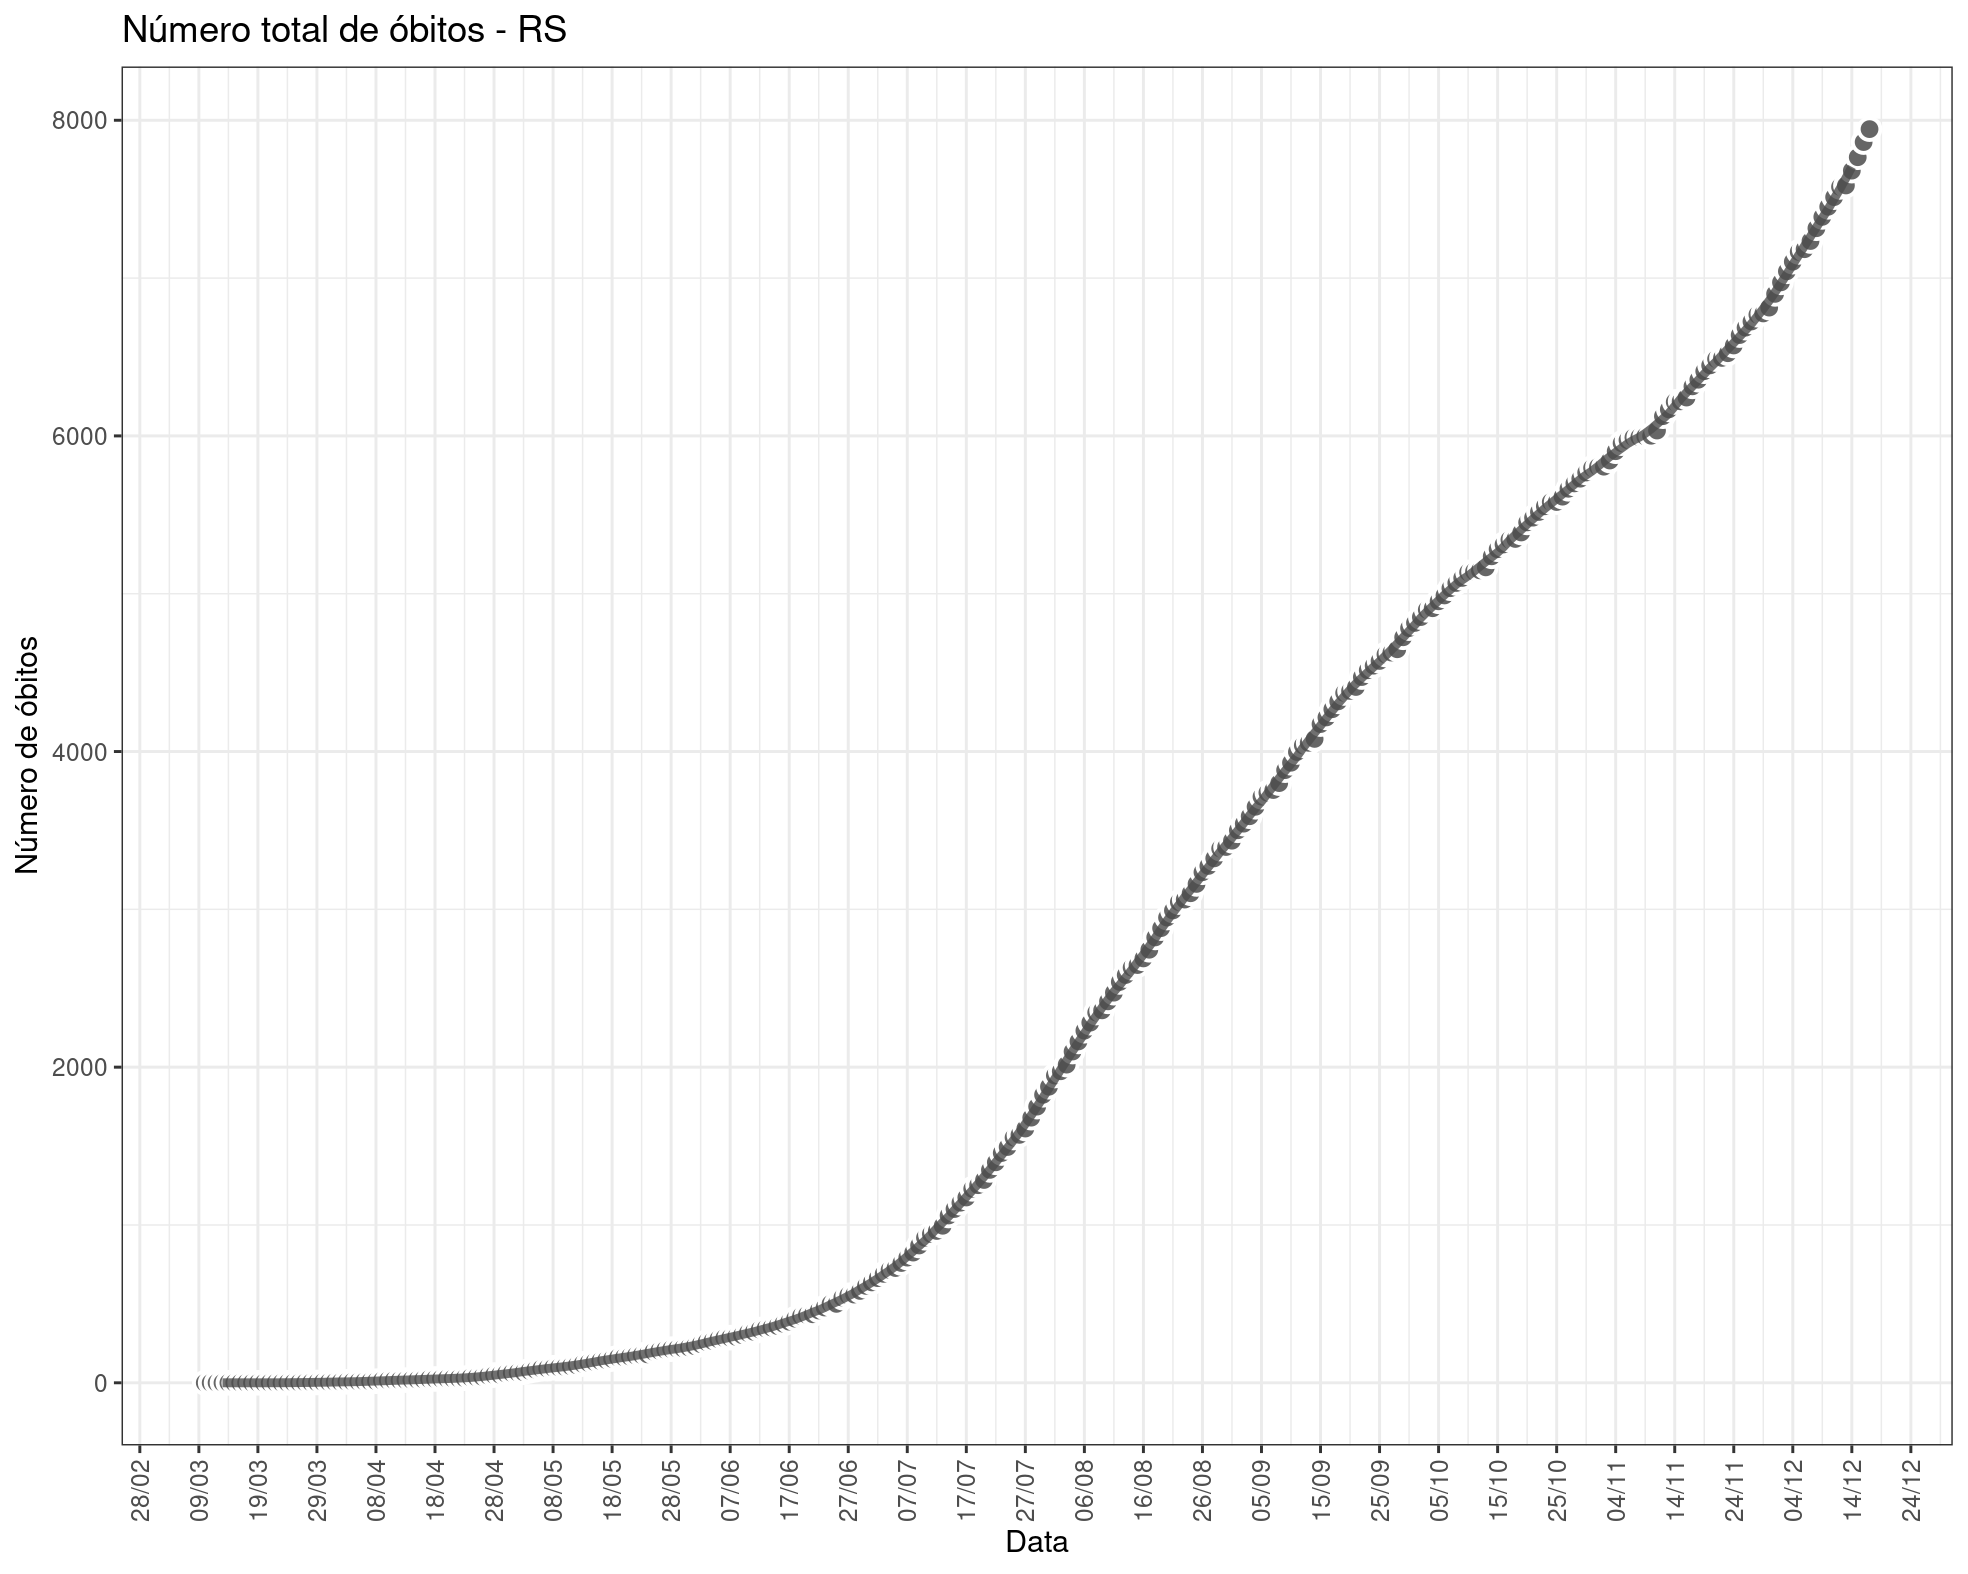 Número total de óbitos - RS
Número de óbitos
8000
6000
4000
2000
0
28/02 09/03 19/03 29/03 08/04 18/04 28/04 08/05 18/05 28/05 07/06 17/06 27/06 07/07 17/07 27/07 06/08 16/08 26/08 05/09 15/09 25/09 05/10 15/10 25/10 04/11 14/11 24/11 04/12 14/12 24/12
Data